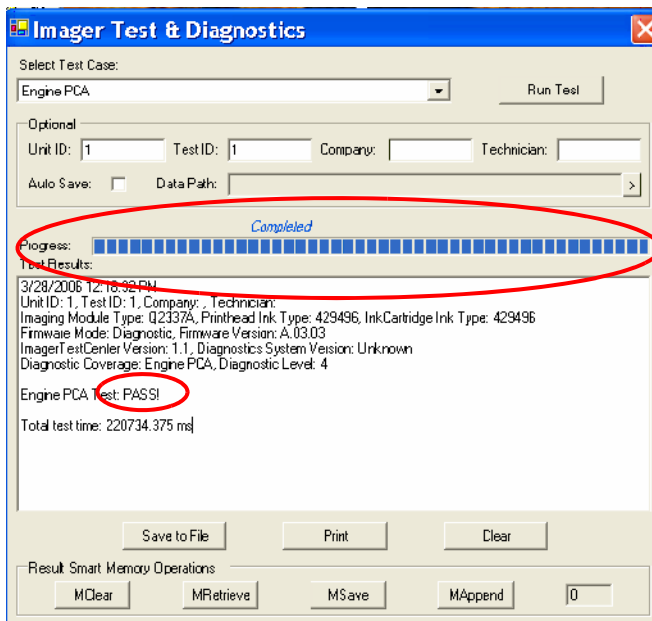 Imager Test & Diagnostics
Select Test Case:
Engine PCA
Run Test
Optional
Unit ID: 1 Test ID: 1 Company: Technician:
Auto Save: Data Path: >
Completed
Progress:
Test Results:
3/28/2006 12:18:32 PM
Unit ID: 1, Test ID: 1, Company: , Technician:
Imaging Module Type: Q2337A, Printhead Ink Type: 429496, InkCartridge Ink Type: 429496
Firmware Mode: Diagnostic, Firmware Version: A.03.03
ImagerTestCenter Version: 1.1, Diagnostics System Version: Unknown
Diagnostic Coverage: Engine PCA, Diagnostic Level: 4
Engine PCA Test: PASS!
Total test time: 220734.375 ms
Save to File Print Clear
Result Smart Memory Operations
MClear MRetrieve MSave MAppend 0